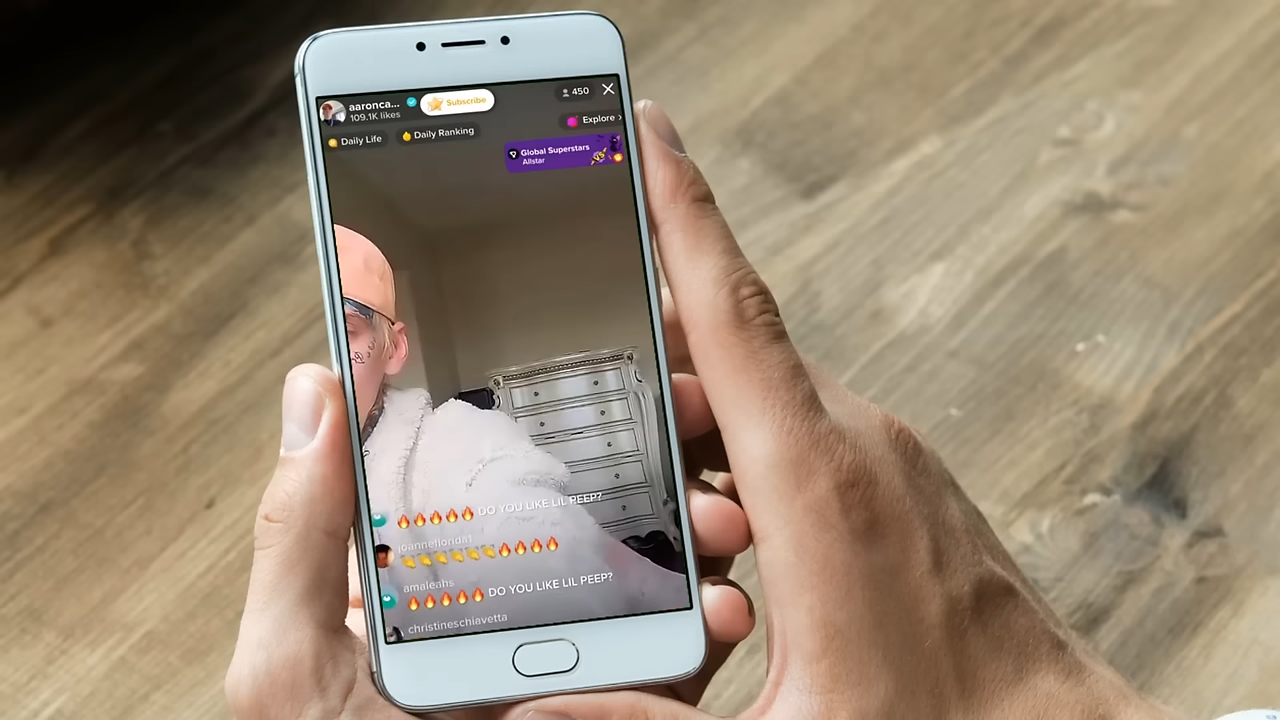 aaronca...
Subscribe
450
109.1K likes
Daily Life
Daily Ranking
Explore
Global Superstars
Allstar
DO YOU LIKE LIL PEEP?
joanneflorida1
amaleahs
DO YOU LIKE LIL PEEP?
christineschiavetta